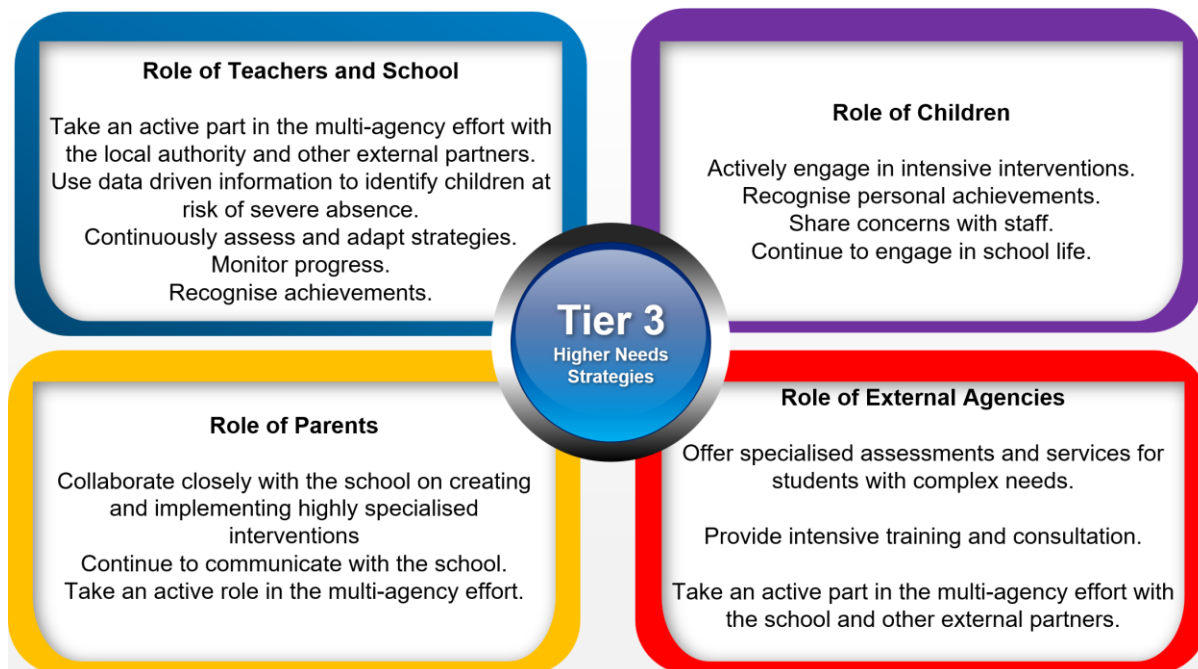 Role of Teachers and School
Take an active part in the multi-agency effort with
the local authority and other external partners.
Use data driven information to identify children at
risk of severe absence.
Continuously assess and adapt strategies.
Monitor progress.
Recognise achievements.
Role of Children
Actively engage in intensive interventions.
Recognise personal achievements.
Share concerns with staff.
Continue to engage in school life.
Tier 3
Higher Needs
Strategies
Role of Parents
Collaborate closely with the school on creating
and implementing highly specialised
interventions
Continue to communicate with the school.
Take an active role in the multi-agency effort.
Role of External Agencies
Offer specialised assessments and services for
students with complex needs.
Provide intensive training and consultation.
Take an active part in the multi-agency effort with
the school and other external partners.